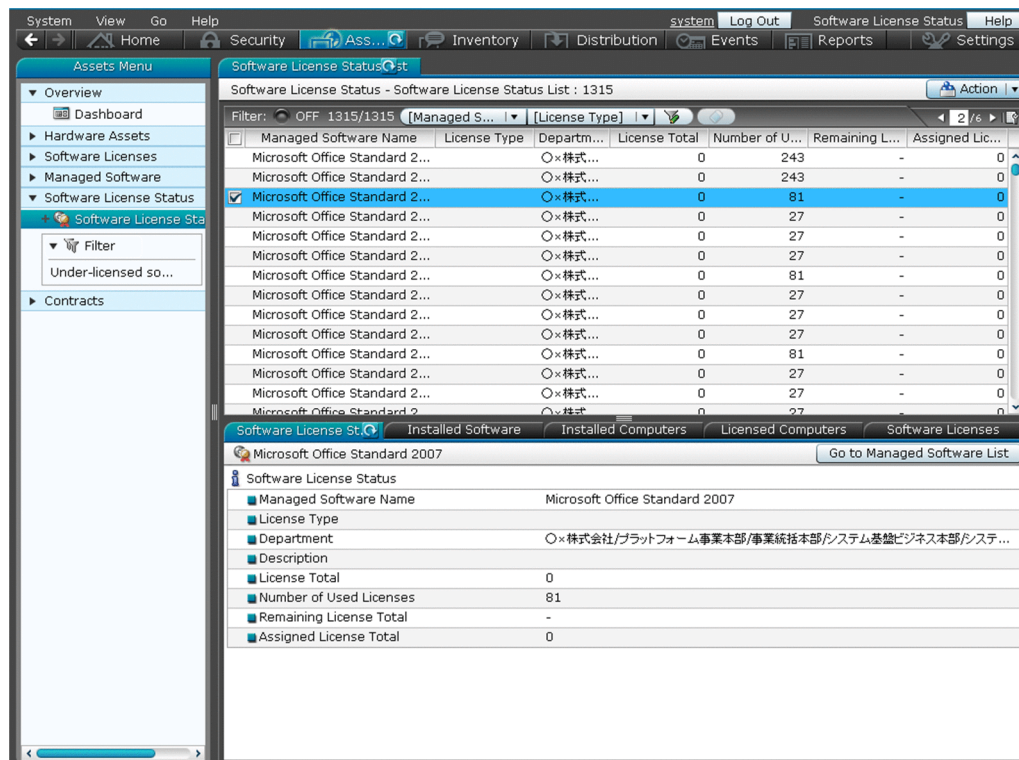 System View Go Help system Log Out Software License Status Help
Home Security Ass... Inventory Distribution Events Reports Settings
Assets Menu
Overview
Dashboard
Hardware Assets
Software Licenses
Managed Software
Software License Status
Software License Sta
Filter
Under-licensed so...
Contracts
Software License Status
Software License Status - Software License Status List : 1315 Action
Filter: OFF 1315/1315 [Managed S... [License Type] 2 /6
Managed Software Name License Type Departm... License Total Number of U... Remaining L... Assigned Lic...
Microsoft Office Standard 2... 〇×株式... 0 243 - 0
Microsoft Office Standard 2... 〇×株式... 0 243 - 0
Microsoft Office Standard 2... 〇×株式... 0 81 - 0
Microsoft Office Standard 2... 〇×株式... 0 27 - 0
Microsoft Office Standard 2... 〇×株式... 0 27 - 0
Microsoft Office Standard 2... 〇×株式... 0 27 - 0
Microsoft Office Standard 2... 〇×株式... 0 81 - 0
Microsoft Office Standard 2... 〇×株式... 0 27 - 0
Microsoft Office Standard 2... 〇×株式... 0 27 - 0
Microsoft Office Standard 2... 〇×株式... 0 27 - 0
Microsoft Office Standard 2... 〇×株式... 0 81 - 0
Microsoft Office Standard 2... 〇×株式... 0 27 - 0
Microsoft Office Standard 2... 〇×株式... 0 27 - 0
Microsoft Office Standard 2 〇×株式 0 27 - 0
Software License St. Installed Software Installed Computers Licensed Computers Software Licenses
Microsoft Office Standard 2007 Go to Managed Software List
Software License Status
Managed Software Name Microsoft Office Standard 2007
License Type
Department 〇×株式会社/プラットフォーム事業本部/事業統括本部/システム基盤ビジネス本部/システ...
Description
License Total 0
Number of Used Licenses 81
Remaining License Total -
Assigned License Total 0